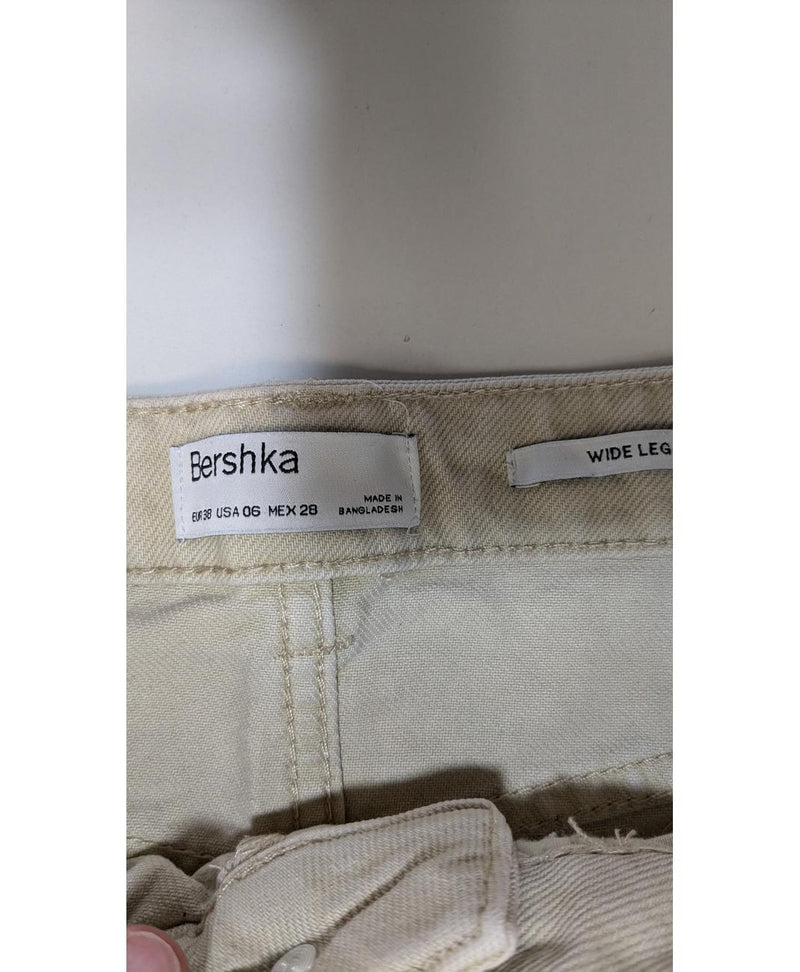 Bershka
EUR 38 USA 06 MEX 28
MADE IN
BANGLADESH
WIDE LEG